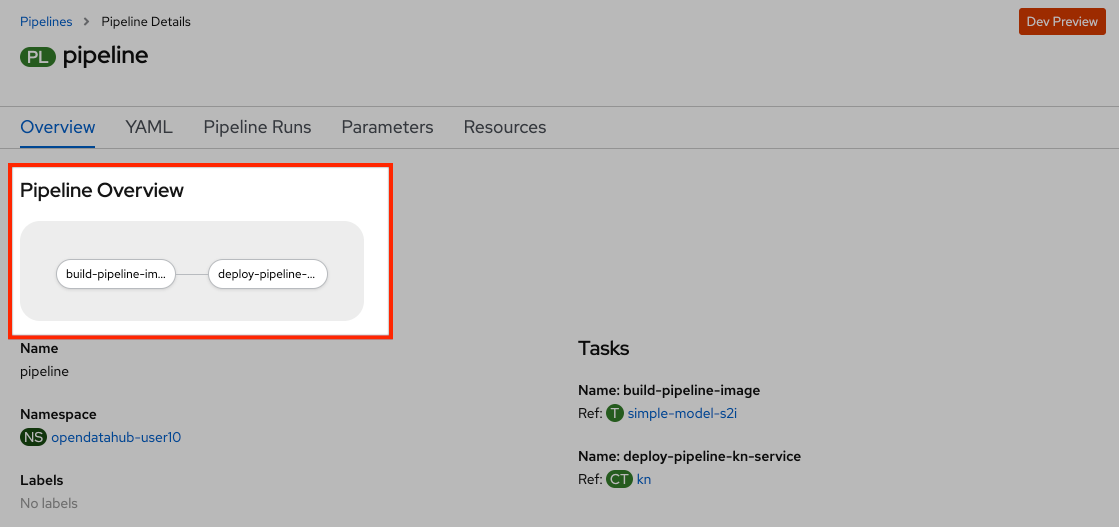 Pipelines > Pipeline Details
Dev Preview
PL pipeline
Overview YAML Pipeline Runs Parameters Resources
Pipeline Overview
build-pipeline-im... deploy-pipeline-...
Name
pipeline
Namespace
NS opendatahub-user10
Labels
No labels
Tasks
Name: build-pipeline-image
Ref: T simple-model-s2i
Name: deploy-pipeline-kn-service
Ref: CT kn